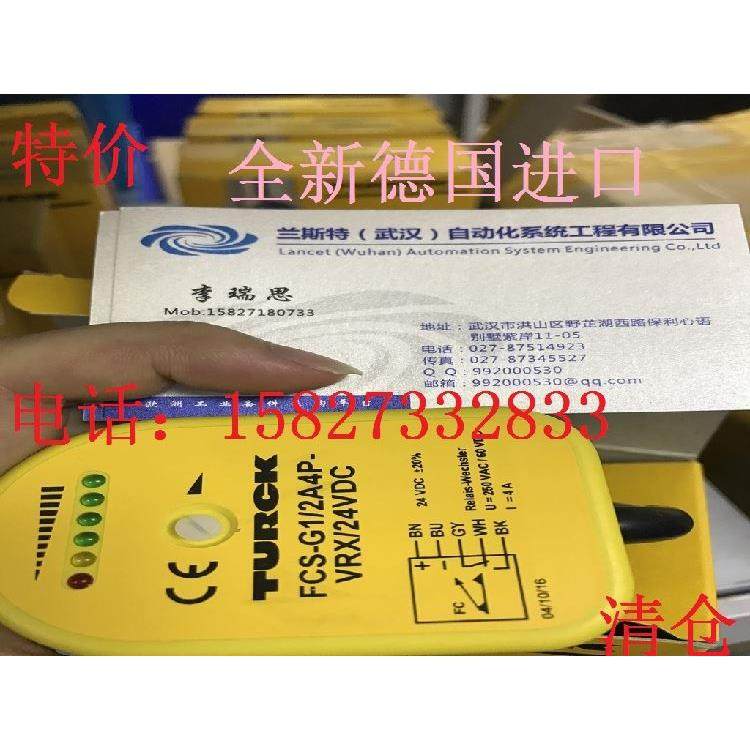 特价
全新德国进口
兰斯特（武汉）自动化系统工程有限公司
Lancet (Wuhan) Automation System Engineering Co.,Ltd
李瑞思
Mob:15827180733
地址：武汉市洪山区野芷湖西路保利心语
别墅紫岸11-05
电话：027-87514923
传真：027-87345527
Q Q：992000530
邮箱：992000530@qq.com
电话：15827332833
CE
TURCK
FCS-G1/2A4P-
VRX/24VDC
24 VDC ±20%
Relais-Wechsler
U = 250 VAC / 60 VDC
I = 4 A
BN
BU
GY
WH
BK
+
-
FC
04/10/16
清仓